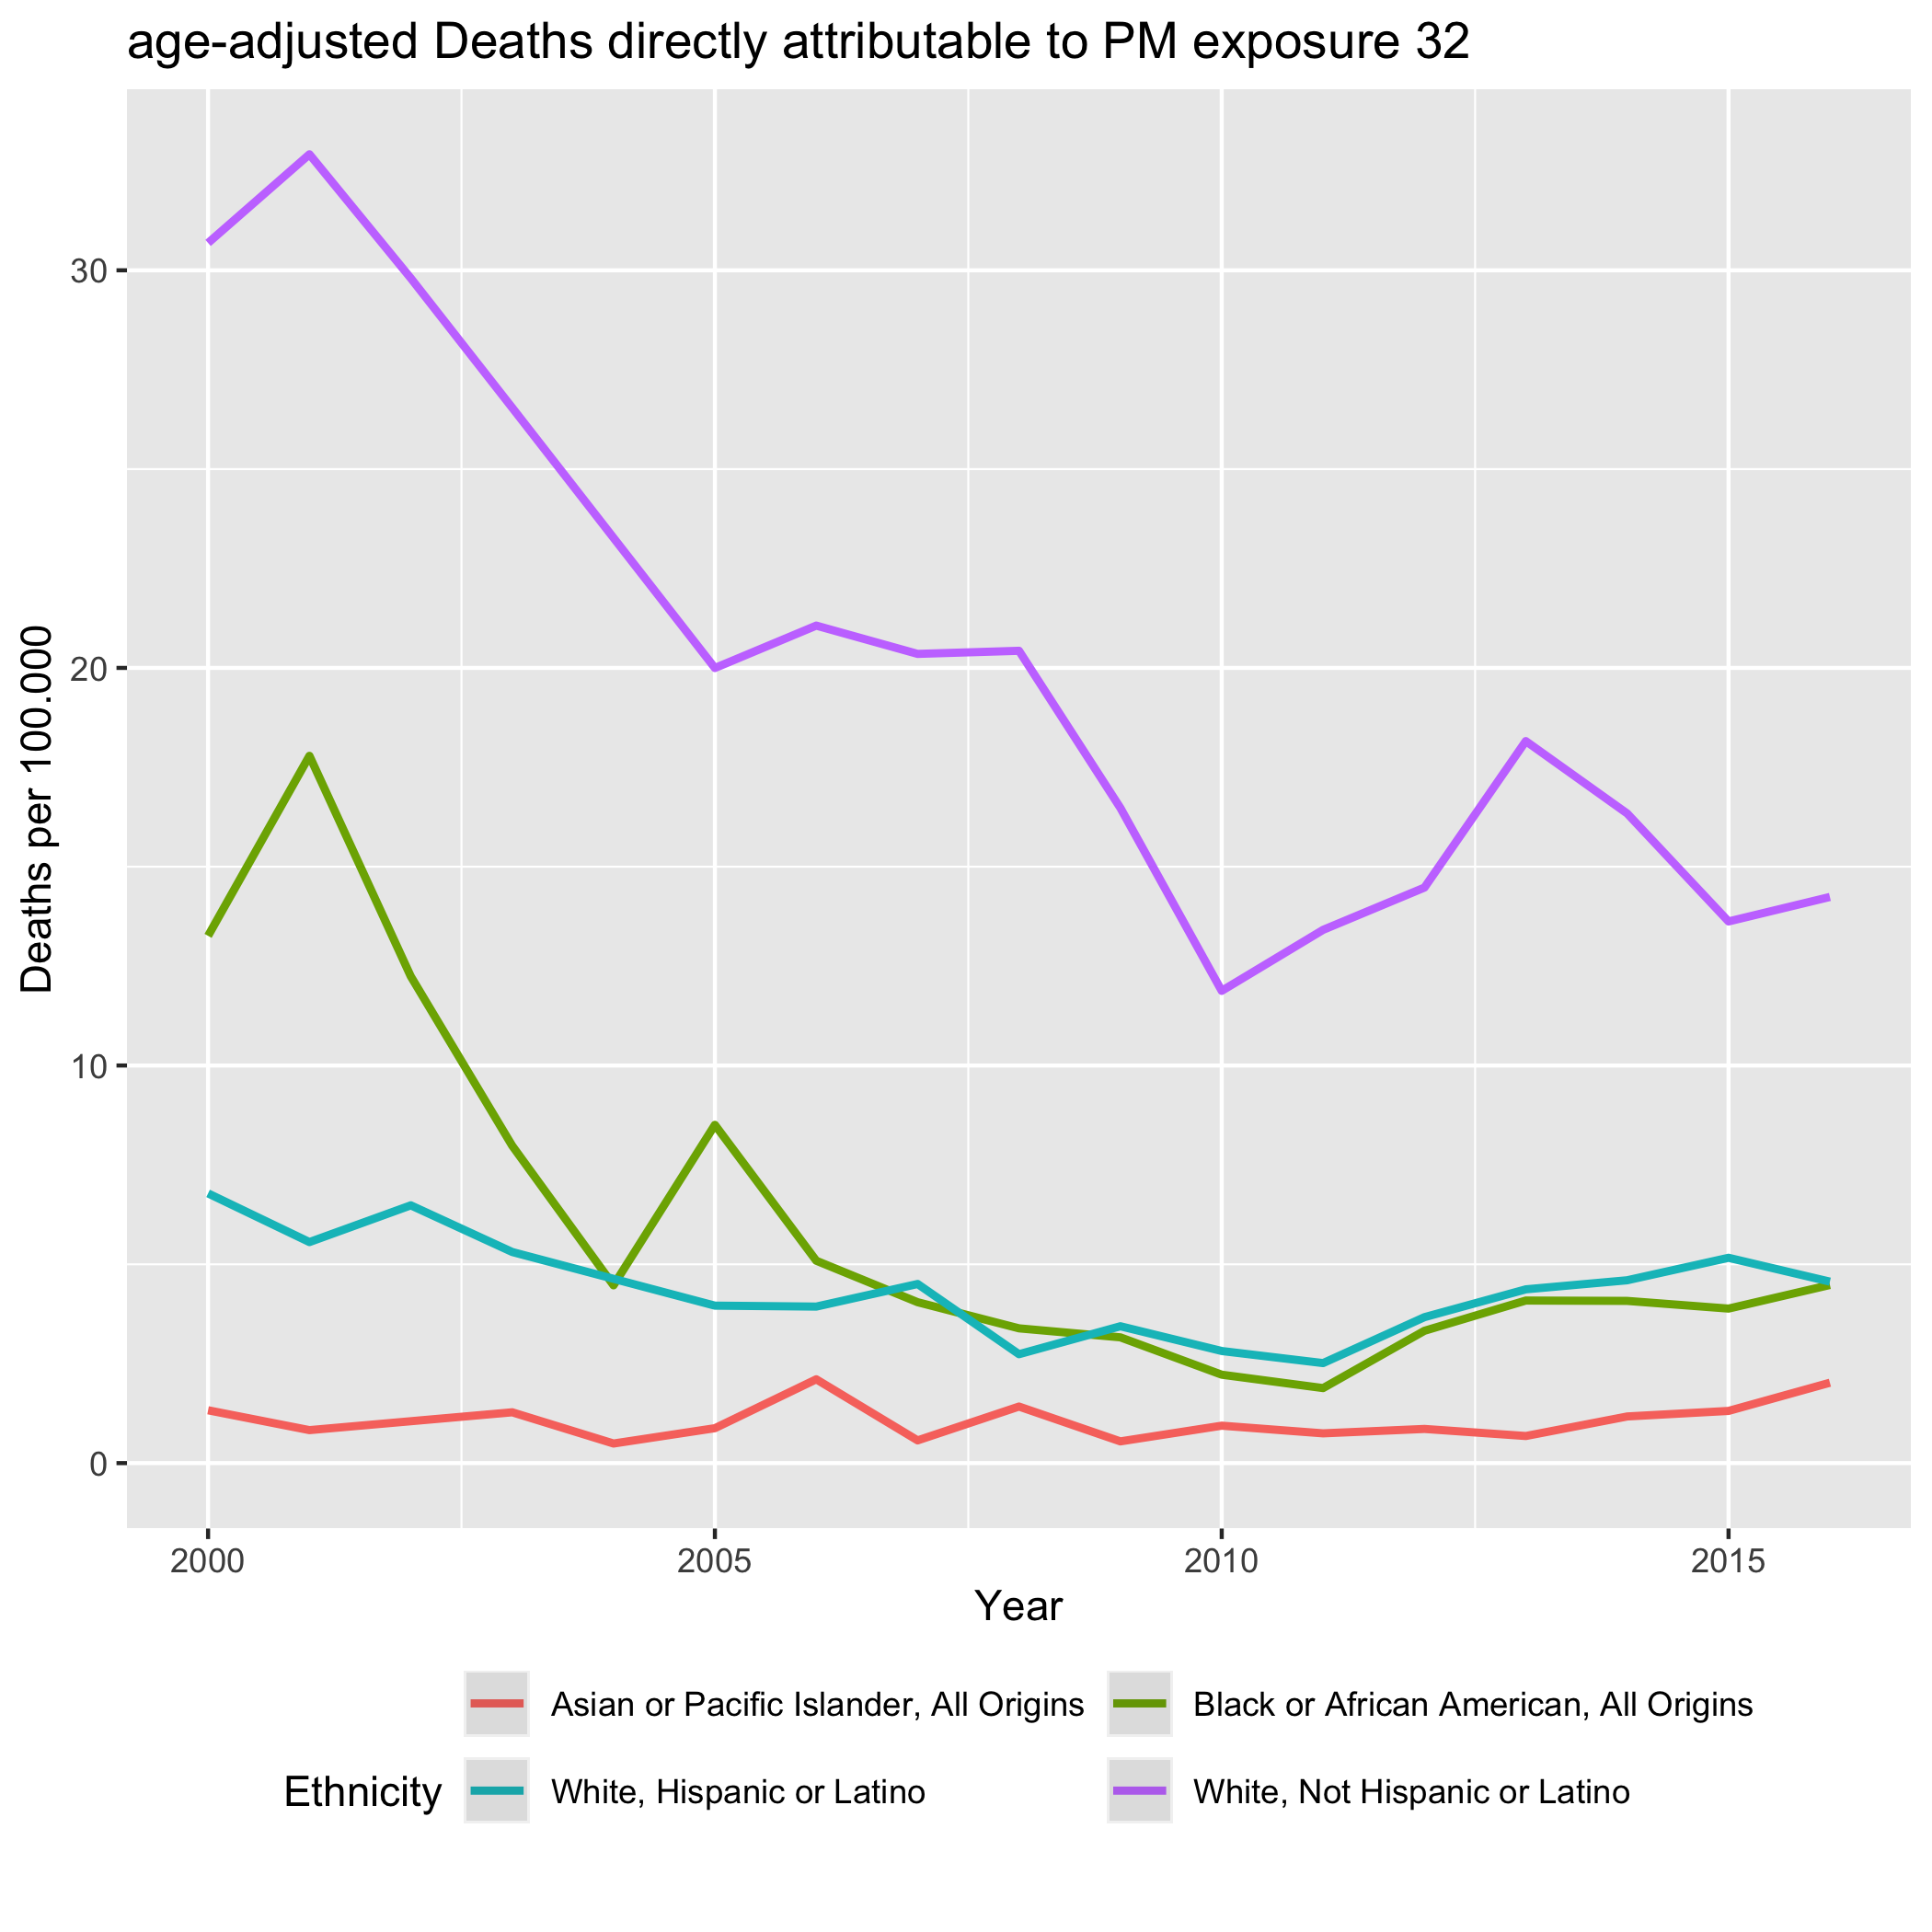 age-adjusted Deaths directly attributable to PM exposure 32
Deaths per 100.000
30
20
10
0
2000 2005 2010 2015
Year
Ethnicity
Asian or Pacific Islander, All Origins
Black or African American, All Origins
White, Hispanic or Latino
White, Not Hispanic or Latino